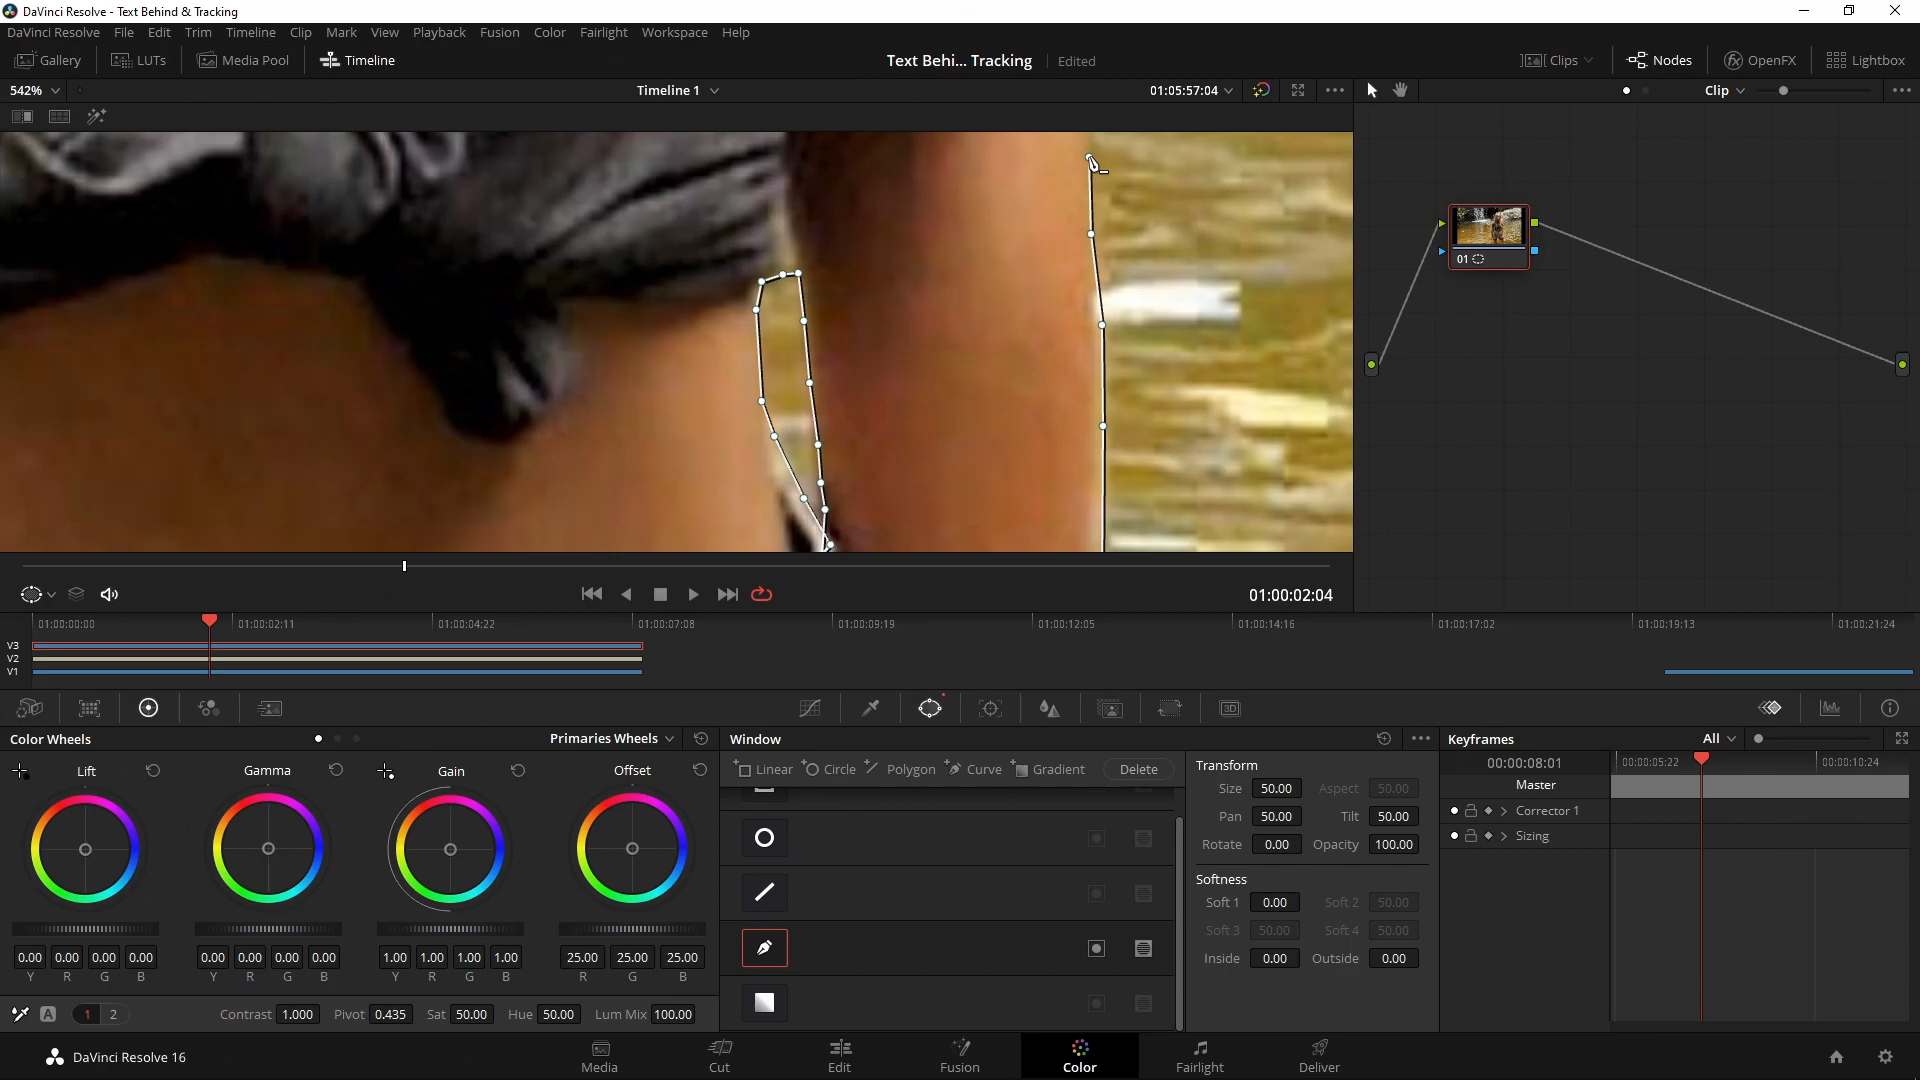 DaVinci Resolve - Text Behind & Tracking
DaVinci Resolve File Edit Trim Timeline Clip Mark View Playback Fusion Color Fairlight Workspace Help
Gallery LUTs Media Pool Timeline Text Behi... Tracking Edited Clips Nodes OpenFX Lightbox
542% Timeline 1 01:05:57:04 Clip
01
01:00:02:04
01:00:00:00 01:00:02:11 01:00:04:22 01:00:07:08 01:00:09:19 01:00:12:05 01:00:14:16 01:00:17:02 01:00:19:13 01:00:21:24
V3
V2
V1
3D
Color Wheels Primaries Wheels Window Keyframes All
Lift Gamma Gain Offset Linear Circle Polygon Curve Gradient Delete Transform 00:00:08:01 00:00:05:22 00:00:10:24
Size 50.00 Aspect 50.00 Master
Pan 50.00 Tilt 50.00 Corrector 1
Rotate 0.00 Opacity 100.00 Sizing
Softness
Soft 1 0.00 Soft 2 50.00
Soft 3 50.00 Soft 4 50.00
Inside 0.00 Outside 0.00
0.00 0.00 0.00 0.00 0.00 0.00 0.00 0.00 1.00 1.00 1.00 1.00 25.00 25.00 25.00
Y R G B Y R G B Y R G B R G B
A 1 2 Contrast 1.000 Pivot 0.435 Sat 50.00 Hue 50.00 Lum Mix 100.00
DaVinci Resolve 16 Media Cut Edit Fusion Color Fairlight Deliver